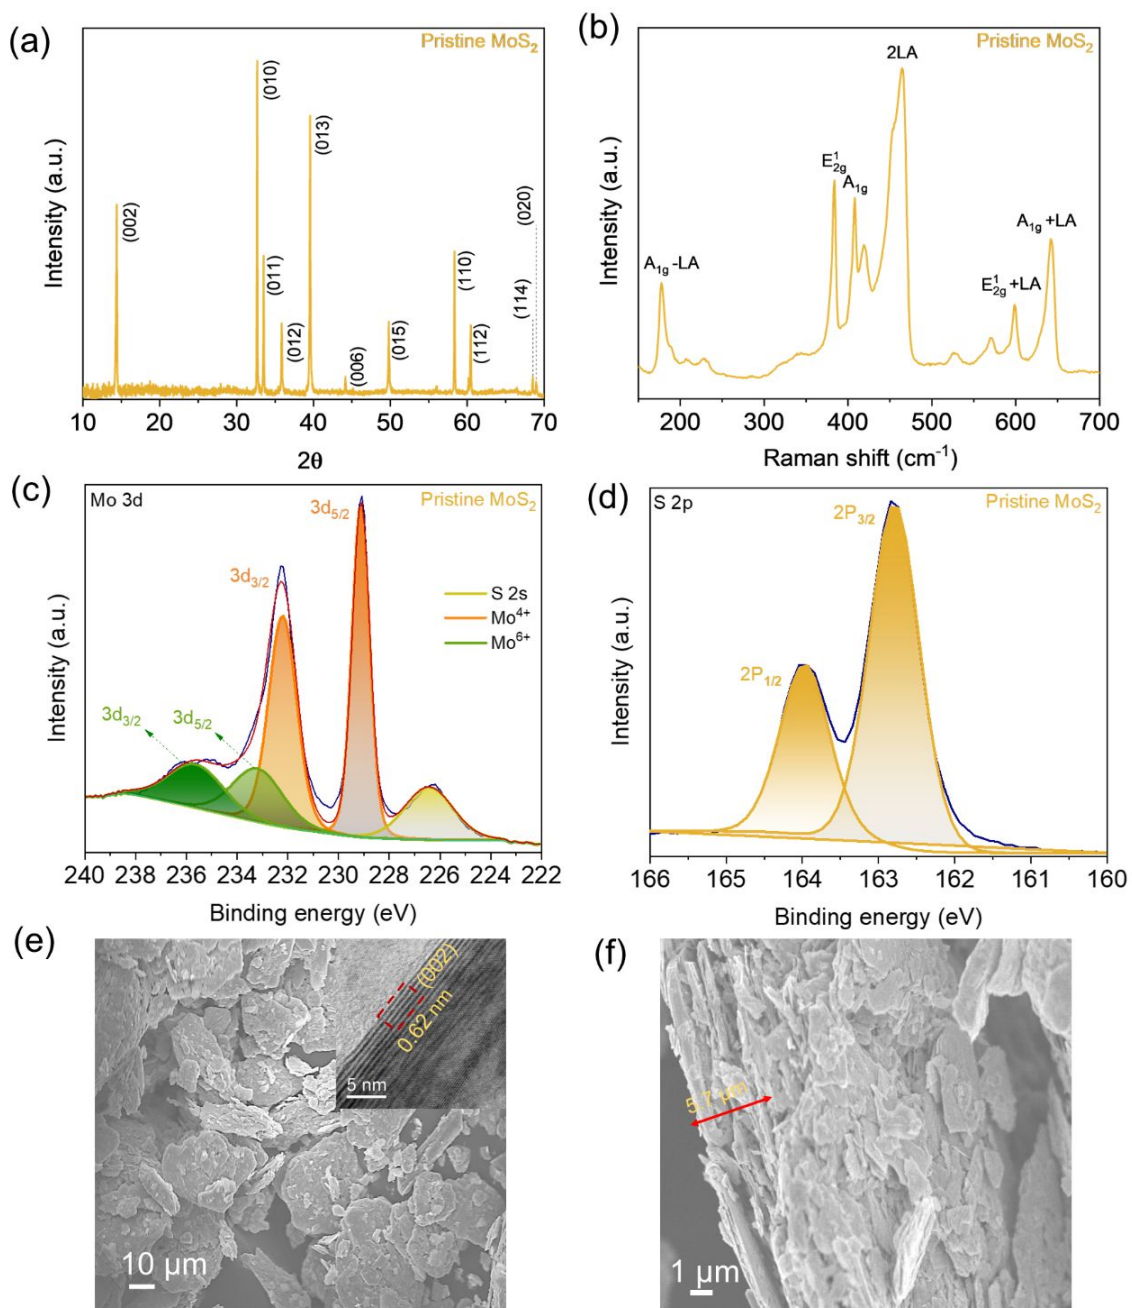 (a)
Pristine MoS₂
(002)
(010)
(011)
(012)
(013)
(006)
(015)
(110)
(112)
(114)
(020)
Intensity (a.u.)
10 20 30 40 50 60 70
2θ
(b)
Pristine MoS₂
2LA
E¹₂g
A₁g
A₁g -LA
E¹₂g +LA
A₁g +LA
Intensity (a.u.)
200 300 400 500 600 700
Raman shift (cm⁻¹)
(c)
Mo 3d
Pristine MoS₂
3d₅/₂
3d₃/₂
3d₃/₂
3d₅/₂
S 2s
Mo⁴⁺
Mo⁶⁺
Intensity (a.u.)
240 238 236 234 232 230 228 226 224 222
Binding energy (eV)
(d)
S 2p
Pristine MoS₂
2P₃/₂
2P₁/₂
Intensity (a.u.)
166 165 164 163 162 161 160
Binding energy (eV)
(e)
(002)
0.62 nm
5 nm
10 μm
(f)
5.7 μm
1 μm